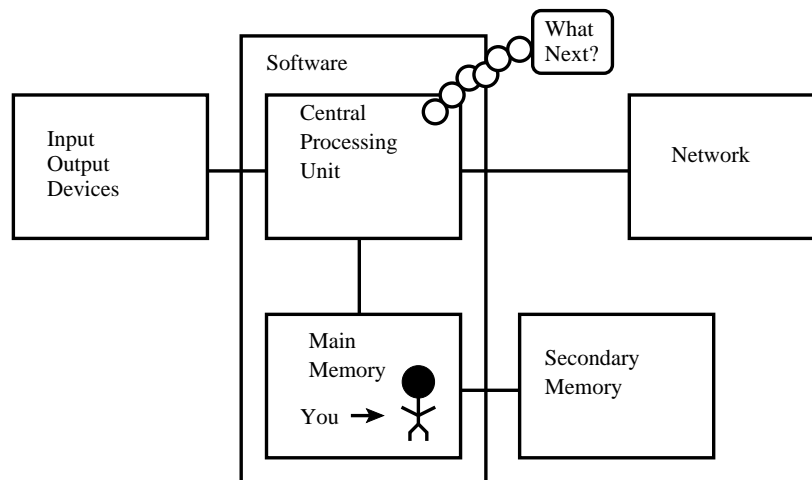 What
Next?
Software
Input
Output
Devices
Central
Processing
Unit
Network
Main
Memory
You
Secondary
Memory